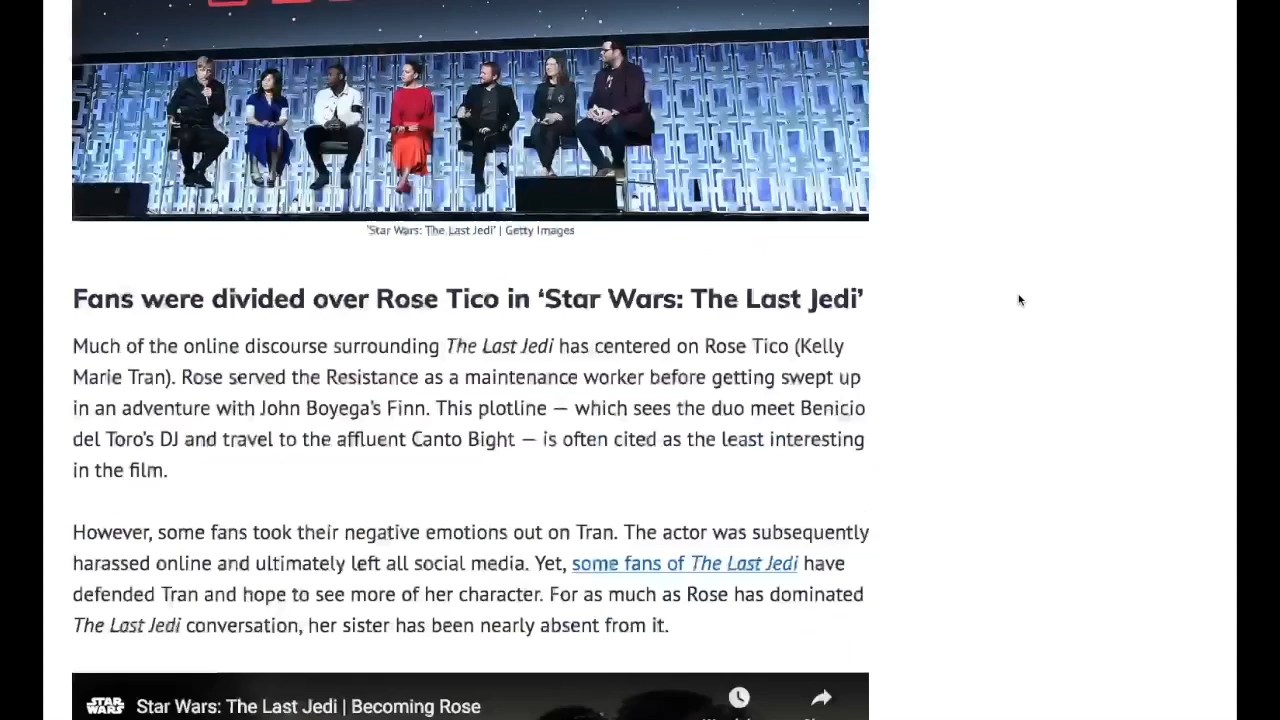 'Star Wars: The Last Jedi' | Getty Images
Fans were divided over Rose Tico in ‘Star Wars: The Last Jedi’
Much of the online discourse surrounding The Last Jedi has centered on Rose Tico (Kelly
Marie Tran). Rose served the Resistance as a maintenance worker before getting swept up
in an adventure with John Boyega’s Finn. This plotline — which sees the duo meet Benicio
del Toro’s DJ and travel to the affluent Canto Bight — is often cited as the least interesting
in the film.
However, some fans took their negative emotions out on Tran. The actor was subsequently
harassed online and ultimately left all social media. Yet, some fans of The Last Jedi have
defended Tran and hope to see more of her character. For as much as Rose has dominated
The Last Jedi conversation, her sister has been nearly absent from it.
STAR WARS Star Wars: The Last Jedi | Becoming Rose